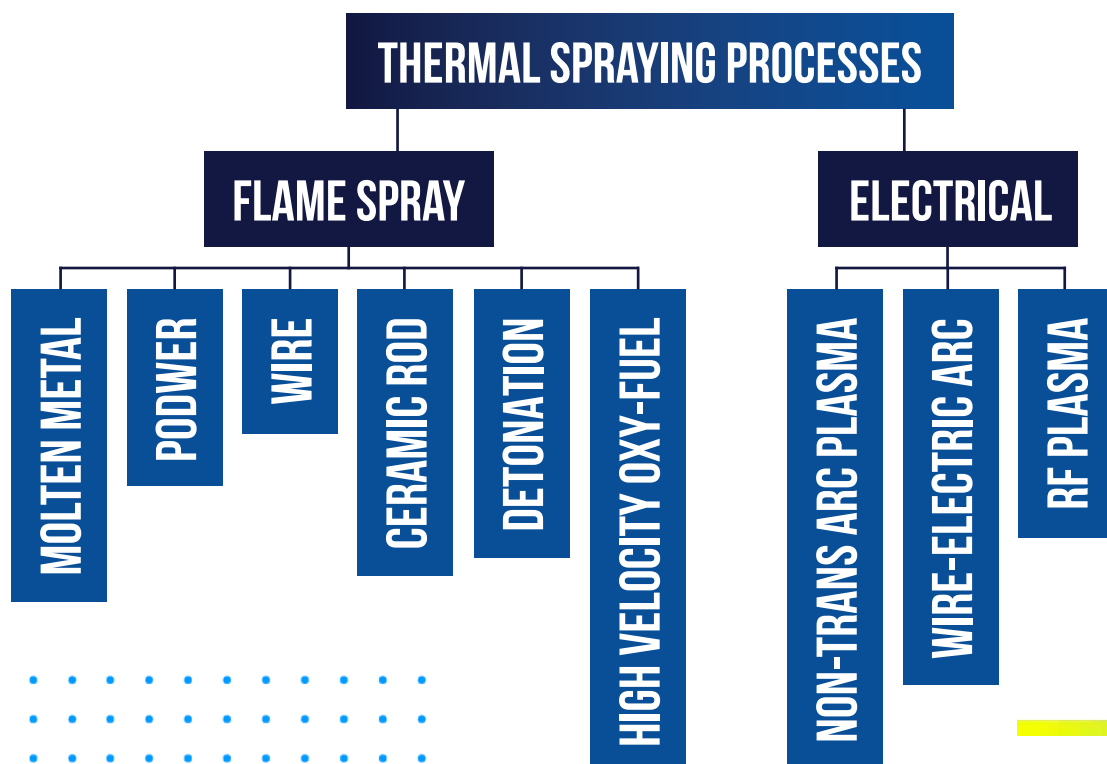 THERMAL SPRAYING PROCESSES
FLAME SPRAY
ELECTRICAL
MOLTEN METAL
PODWER
WIRE
CERAMIC ROD
DETONATION
HIGH VELOCITY OXY-FUEL
NON-TRANS ARC PLASMA
WIRE-ELECTRIC ARC
RF PLASMA